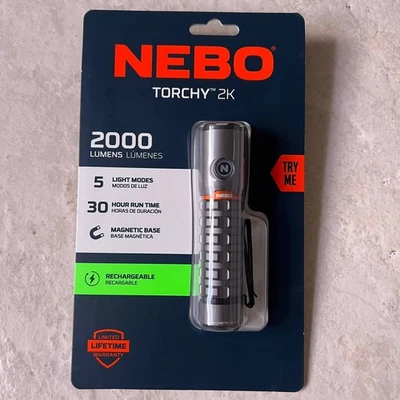 NEBO®
TORCHY™ 2K
2000
LUMENS LÚMENES
5 LIGHT MODES
MODOS DE LUZ
30 HOUR RUN TIME
HORAS DE DURACIÓN
MAGNETIC BASE
BASE MAGNÉTICA
RECHARGEABLE
RECARGABLE
TRY
ME
N
NEBO
LIMITED
LIFETIME
WARRANTY